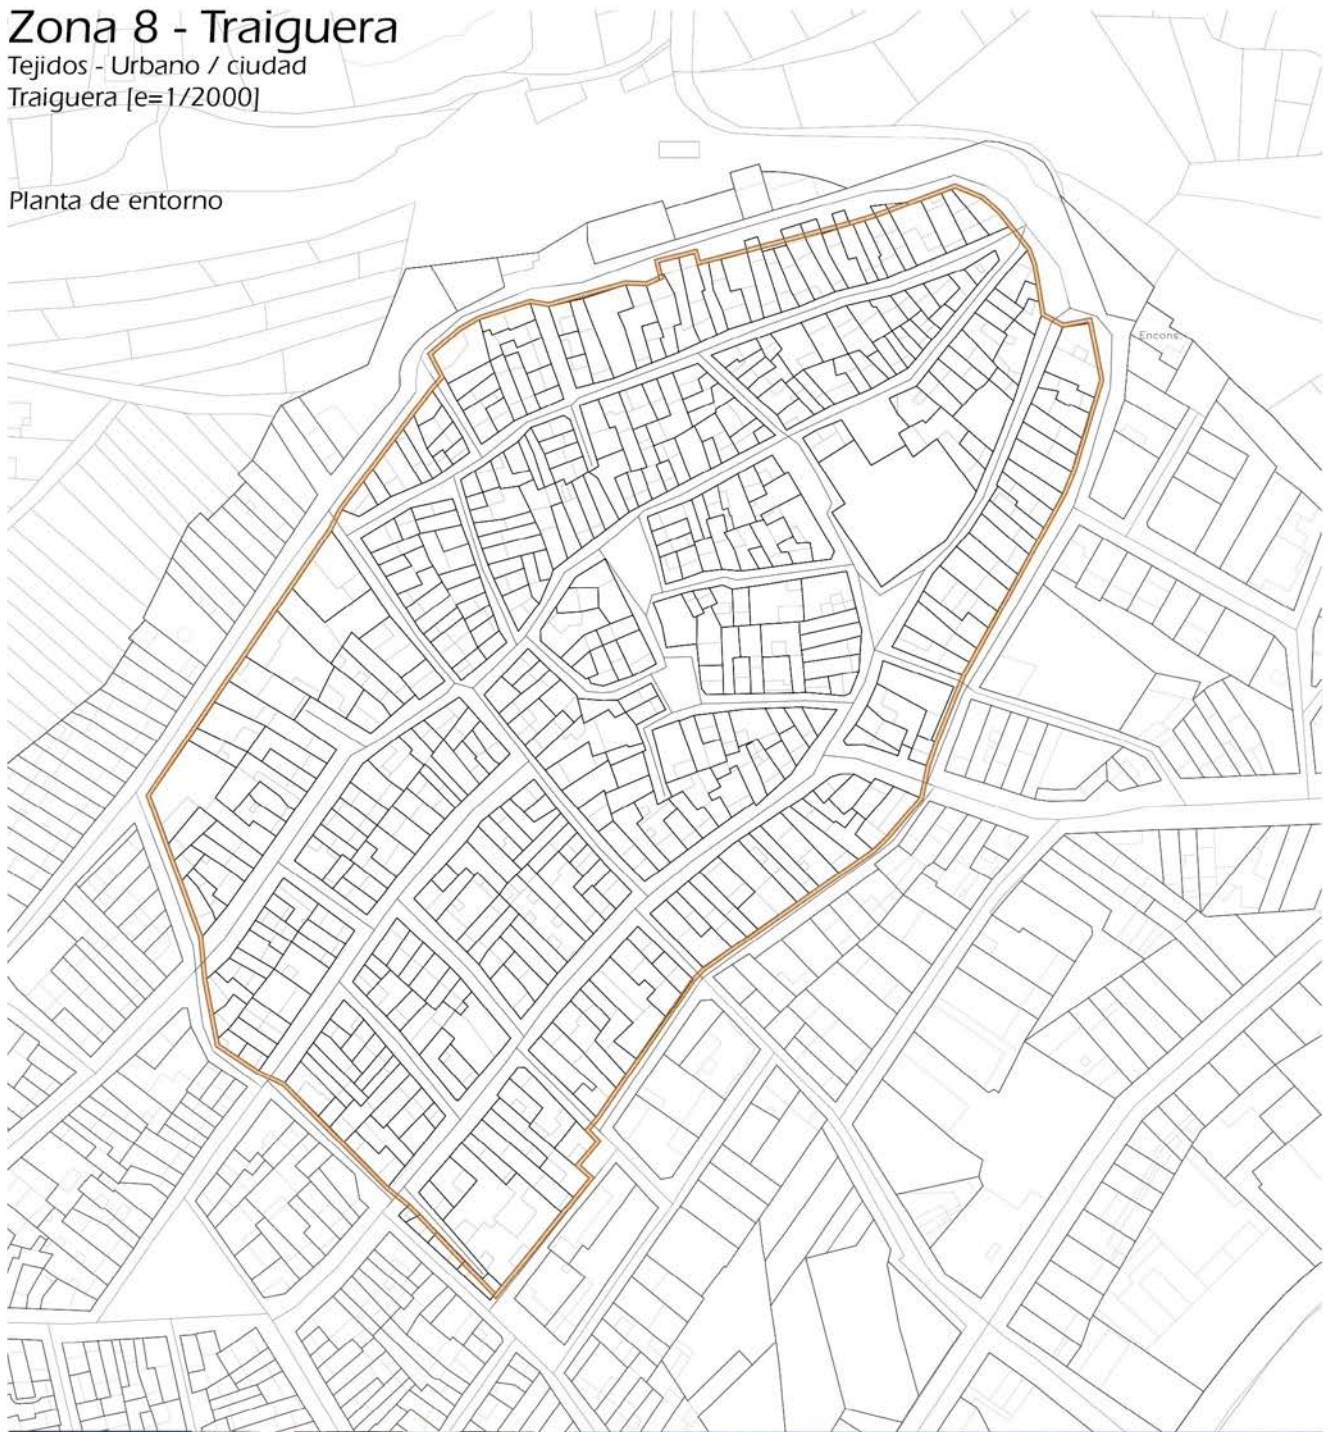 Zona 8 - Traiguera
Tejidos - Urbano / ciudad
Traiguera [e=1/2000]
Planta de entorno
Encons.